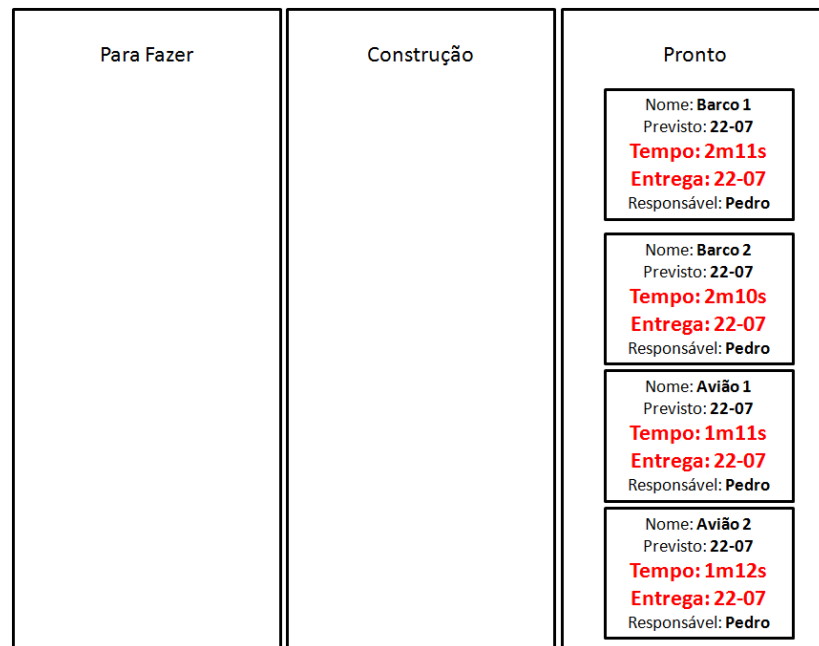 Para Fazer
Construção
Pronto
Nome: Barco 1
Previsto: 22-07
Tempo: 2m11s
Entrega: 22-07
Responsável: Pedro
Nome: Barco 2
Previsto: 22-07
Tempo: 2m10s
Entrega: 22-07
Responsável: Pedro
Nome: Avião 1
Previsto: 22-07
Tempo: 1m11s
Entrega: 22-07
Responsável: Pedro
Nome: Avião 2
Previsto: 22-07
Tempo: 1m12s
Entrega: 22-07
Responsável: Pedro